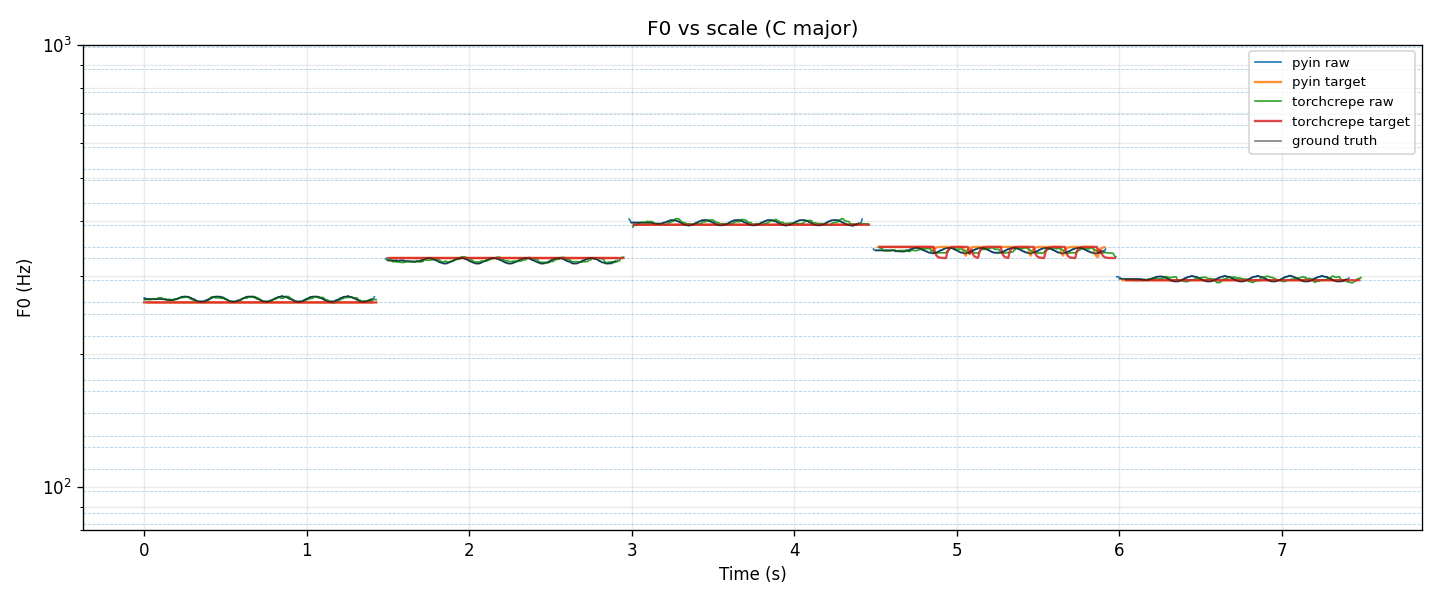 F0 vs scale (C major)
10³
10²
F0 (Hz)
pyin raw
pyin target
torchcrepe raw
torchcrepe target
ground truth
0 1 2 3 4 5 6 7
Time (s)